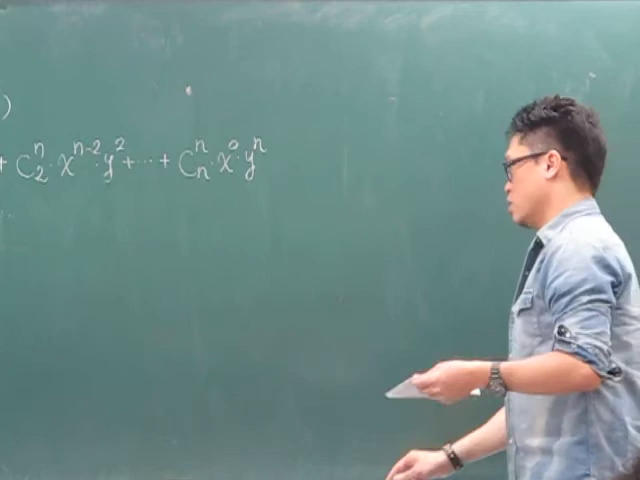 )
+ C₂ⁿ · xⁿ⁻² · y² + ··· + Cₙⁿ · x⁰ · yⁿ